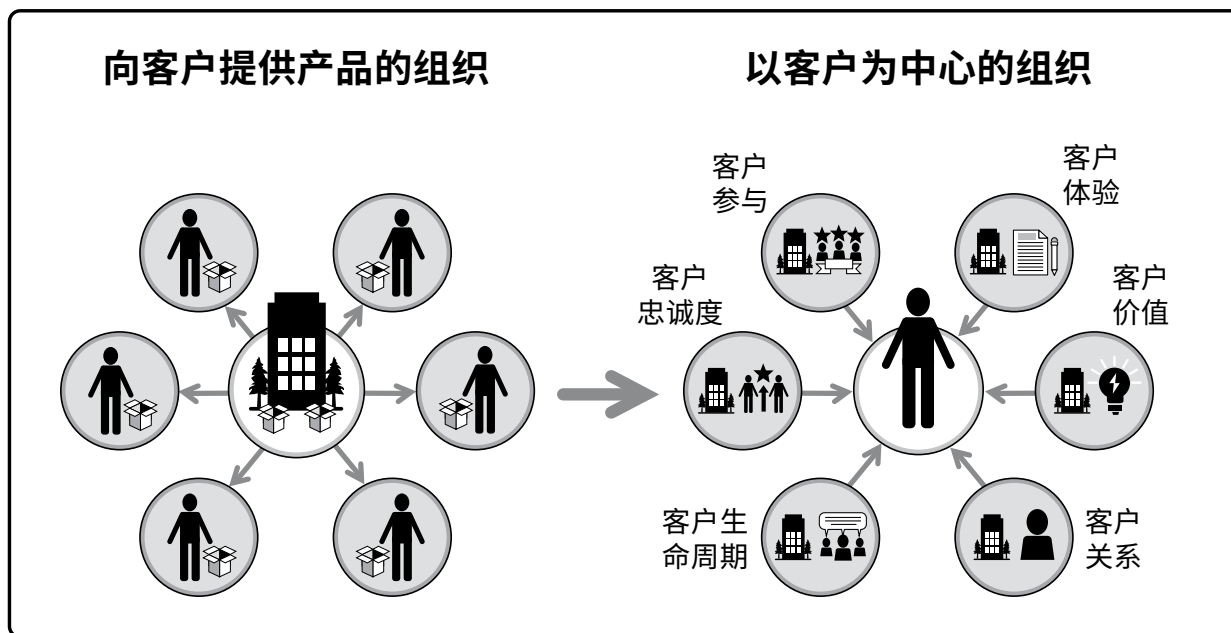 向客户提供产品的组织
以客户为中心的组织
客户
参与
客户
体验
客户
忠诚度
客户
价值
客户生
命周期
客户
关系